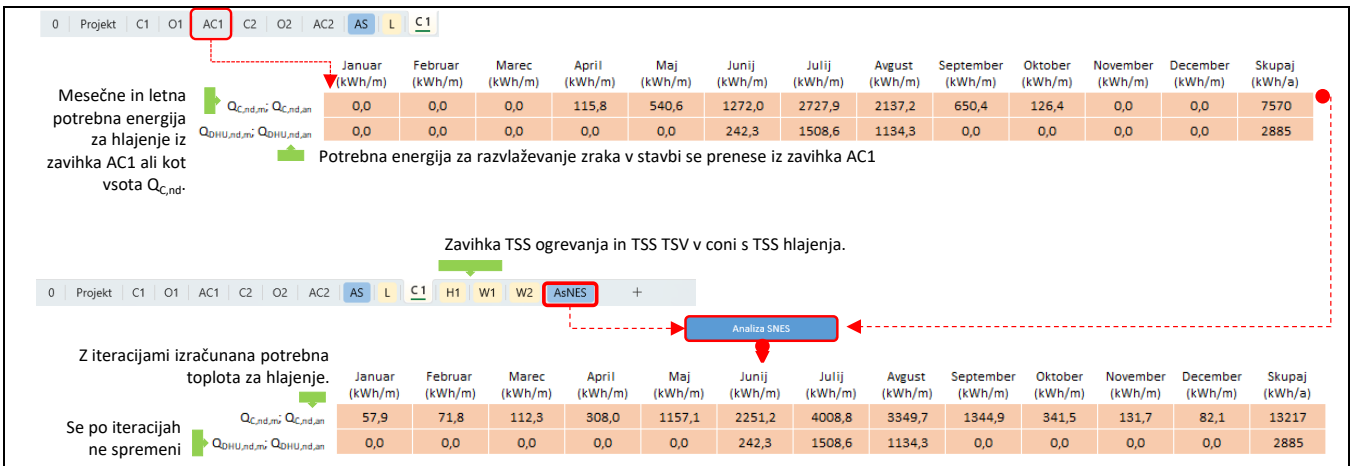 0 Projekt C1 O1 AC1 C2 O2 AC2 AS L C1
Januar Februar Marec April Maj Junij Julij Avgust September Oktober November December Skupaj
(kWh/m) (kWh/m) (kWh/m) (kWh/m) (kWh/m) (kWh/m) (kWh/m) (kWh/m) (kWh/m) (kWh/m) (kWh/m) (kWh/m) (kWh/a)
Mesečne in letna
potrebna energija
za hlajenje iz
zavihka AC1 ali kot
vsota QC,nd.
QC,nd,m; QC,nd,an 0,0 0,0 0,0 115,8 540,6 1272,0 2727,9 2137,2 650,4 126,4 0,0 0,0 7570
QDHU,nd,m; QDHU,nd,an 0,0 0,0 0,0 0,0 0,0 242,3 1508,6 1134,3 0,0 0,0 0,0 0,0 2885
Potrebna energija za razvlaževanje zraka v stavbi se prenese iz zavihka AC1
Zavihka TSS ogrevanja in TSS TSV v coni s TSS hlajenja.
0 Projekt C1 O1 AC1 C2 O2 AC2 AS L C1 H1 W1 W2 AsNES +
Analiza SNES
Z iteracijami izračunana potrebna
toplota za hlajenje.
Januar Februar Marec April Maj Junij Julij Avgust September Oktober November December Skupaj
(kWh/m) (kWh/m) (kWh/m) (kWh/m) (kWh/m) (kWh/m) (kWh/m) (kWh/m) (kWh/m) (kWh/m) (kWh/m) (kWh/m) (kWh/a)
QC,nd,m; QC,nd,an 57,9 71,8 112,3 308,0 1157,1 2251,2 4008,8 3349,7 1344,9 341,5 131,7 82,1 13217
Se po iteracijah
ne spremeni
QDHU,nd,m; QDHU,nd,an 0,0 0,0 0,0 0,0 0,0 242,3 1508,6 1134,3 0,0 0,0 0,0 0,0 2885